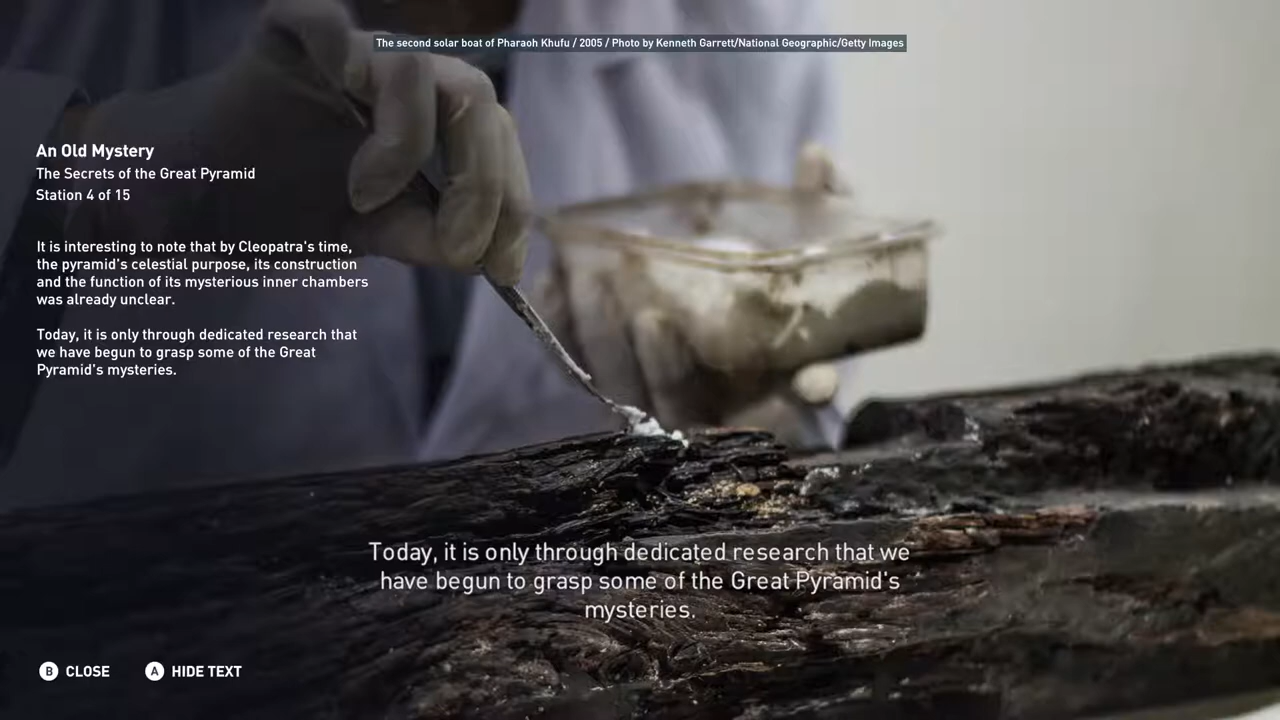 The second solar boat of Pharaoh Khufu / 2005 / Photo by Kenneth Garrett/National Geographic/Getty Images
An Old Mystery
The Secrets of the Great Pyramid
Station 4 of 15
It is interesting to note that by Cleopatra's time,
the pyramid's celestial purpose, its construction
and the function of its mysterious inner chambers
was already unclear.
Today, it is only through dedicated research that
we have begun to grasp some of the Great
Pyramid's mysteries.
Today, it is only through dedicated research that we
have begun to grasp some of the Great Pyramid's
mysteries.
B CLOSE A HIDE TEXT